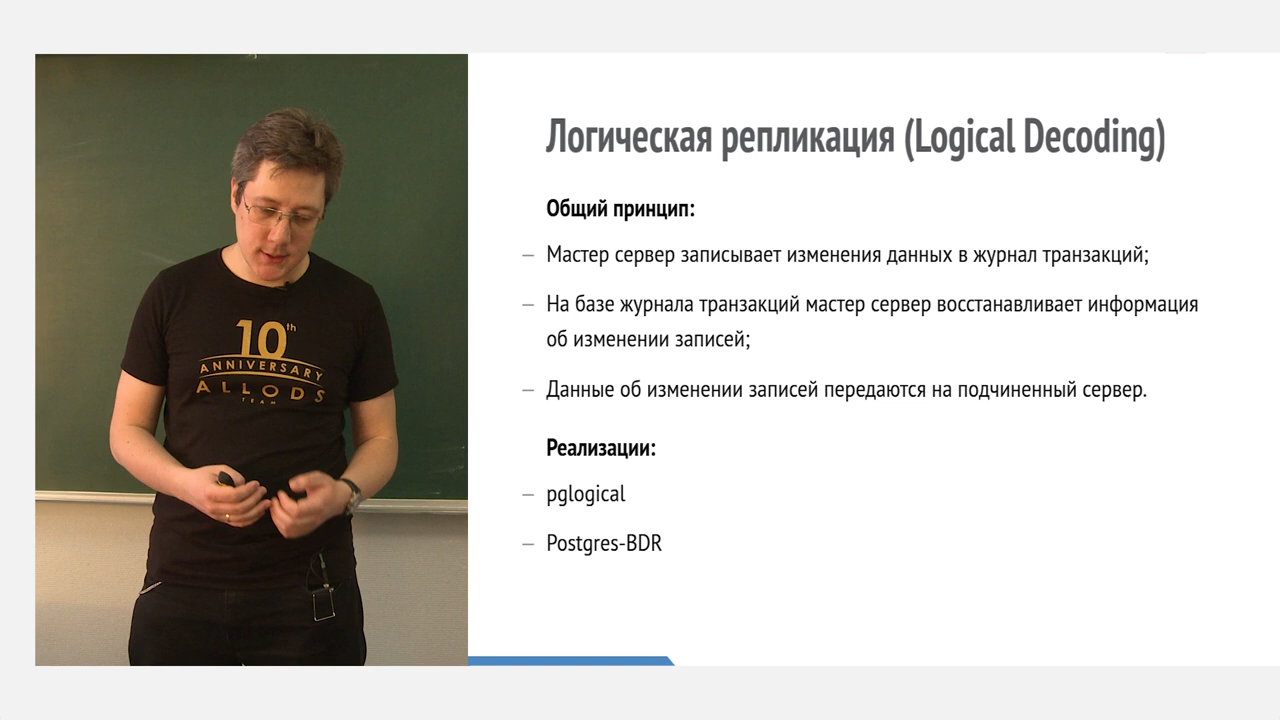 Логическая репликация (Logical Decoding)
Общий принцип:
– Мастер сервер записывает изменения данных в журнал транзакций;
– На базе журнала транзакций мастер сервер восстанавливает информация
об изменении записей;
– Данные об изменении записей передаются на подчиненный сервер.
Реализации:
– pglogical
– Postgres-BDR
10th
ANNIVERSARY
ALLODS
TEAM